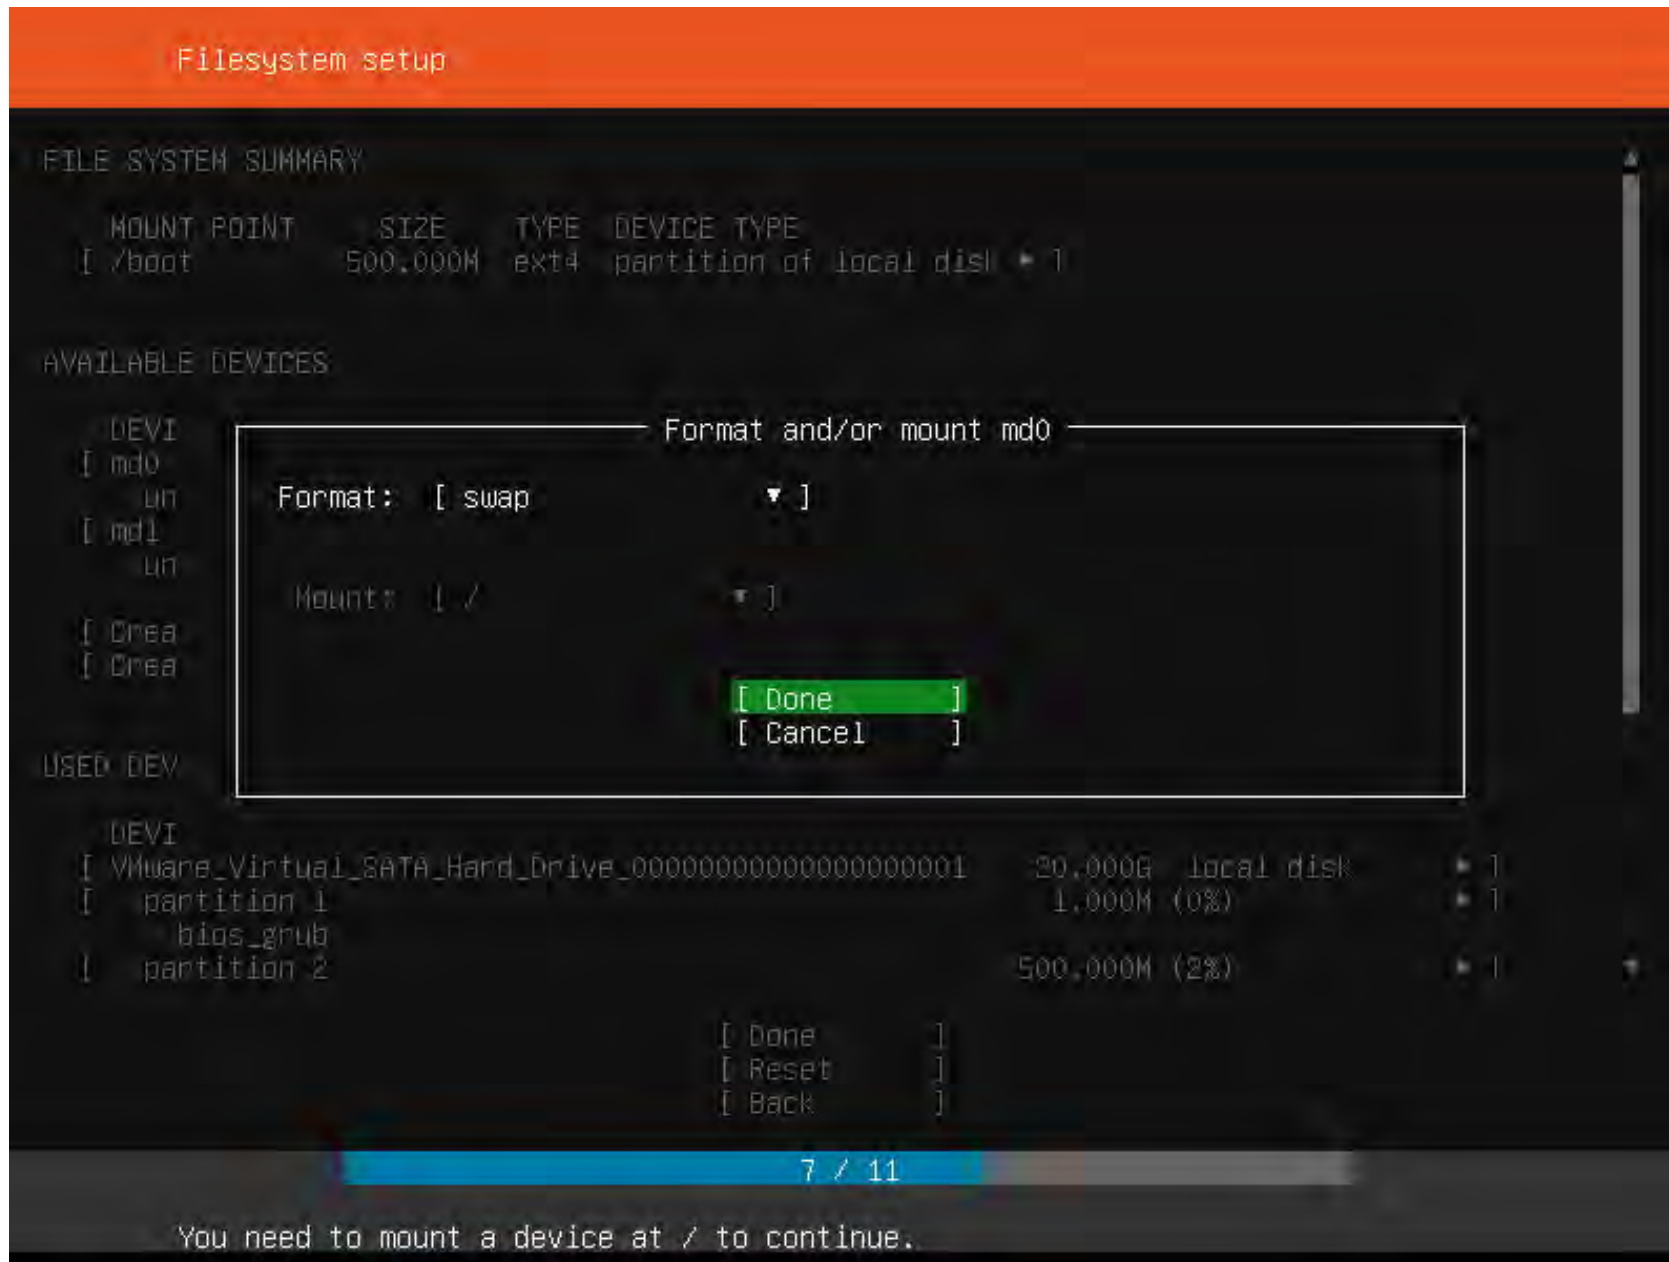 Filesystem setup
FILE SYSTEM SUMMARY
MOUNT POINT SIZE TYPE DEVICE TYPE
[ /boot 500.000M ext4 partition of local disk ▸ ]
AVAILABLE DEVICES
DEVI
[ md0
un
[ md1
un
[ Crea
[ Crea
Format and/or mount md0
Format: [ swap ▾ ]
Mount: [ / ▾ ]
[ Done ]
[ Cancel ]
USED DEV
DEVI
[ VMware_Virtual_SATA_Hard_Drive_00000000000000000001 20.000G local disk ▸ ]
[ partition 1 1.000M (0%) ▸ ]
bios_grub
[ partition 2 500.000M (2%) ▸ ]
[ Done ]
[ Reset ]
[ Back ]
7 / 11
You need to mount a device at / to continue.